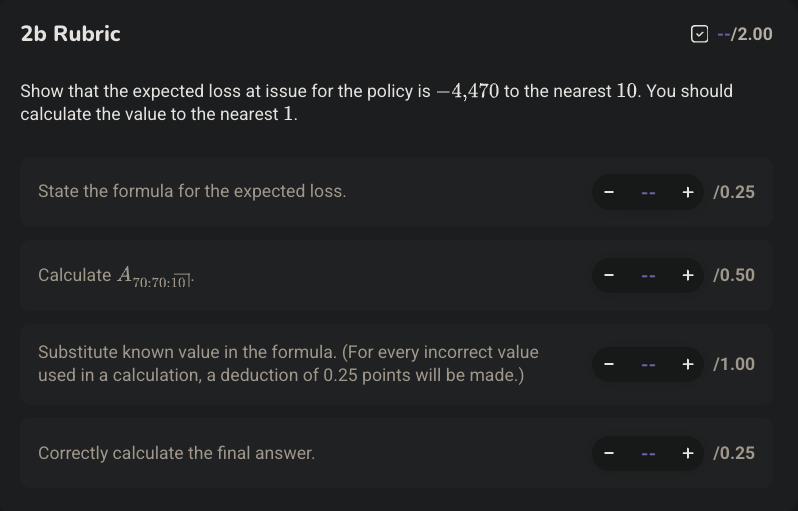 2b Rubric
--/2.00
Show that the expected loss at issue for the policy is −4,470 to the nearest 10. You should
calculate the value to the nearest 1.
State the formula for the expected loss.
− -- + /0.25
Calculate A_{70:70:\overline{10|}}.
− -- + /0.50
Substitute known value in the formula. (For every incorrect value
used in a calculation, a deduction of 0.25 points will be made.)
− -- + /1.00
Correctly calculate the final answer.
− -- + /0.25